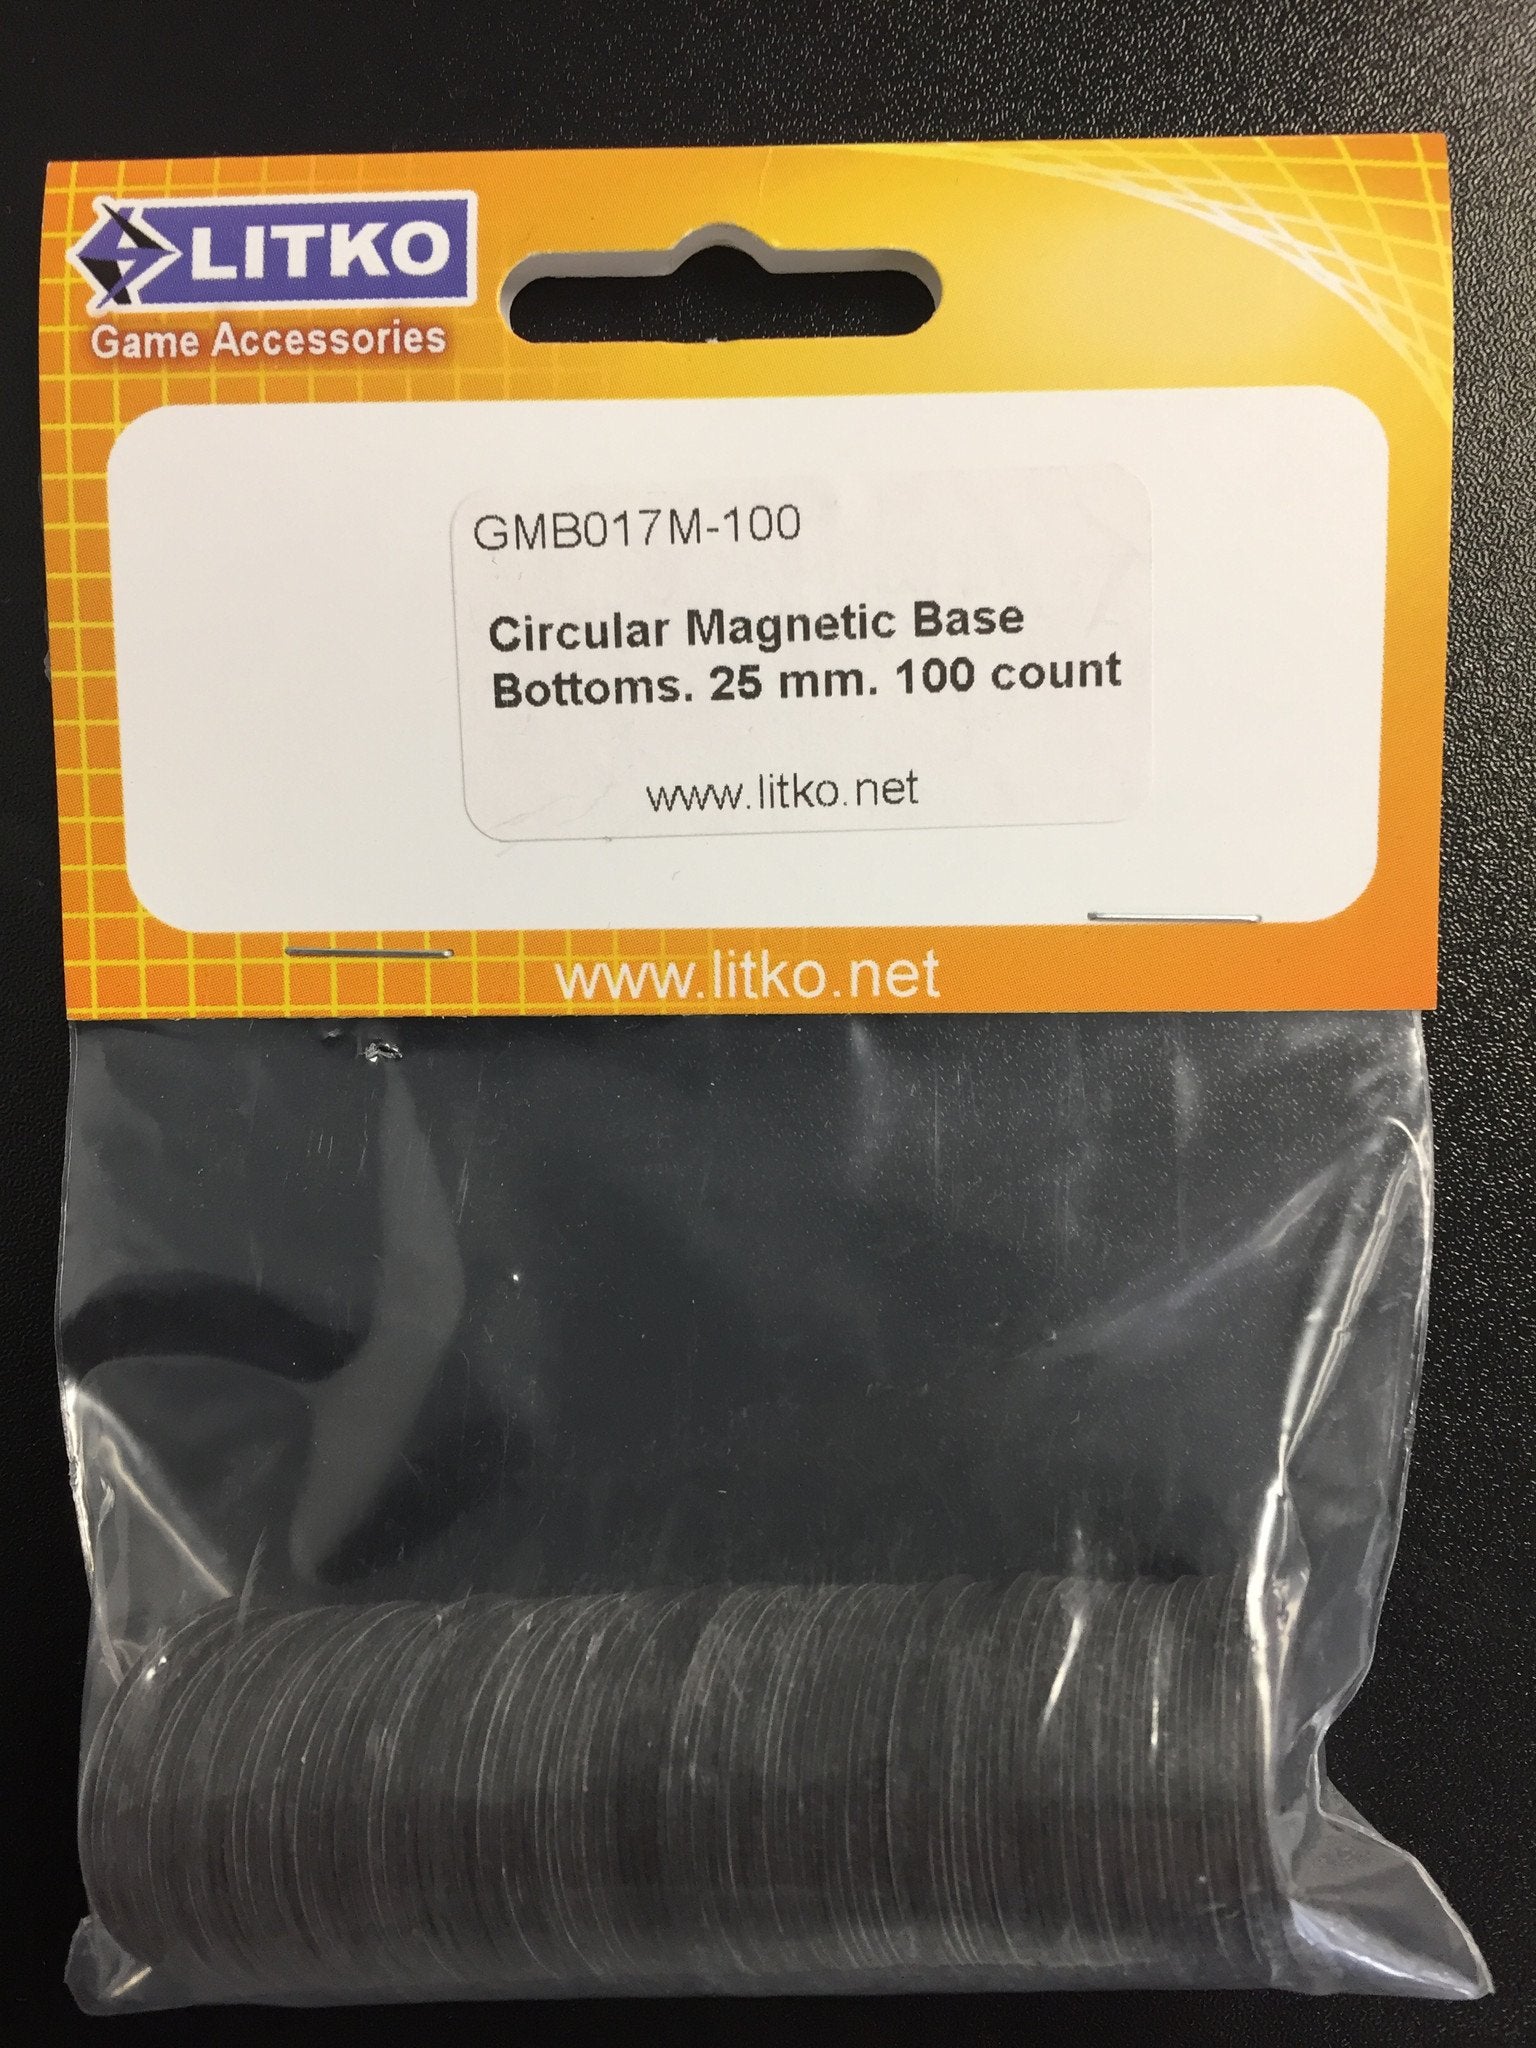 LITKO
Game Accessories
GMB017M-100
Circular Magnetic Base
Bottoms. 25 mm. 100 count
www.litko.net
www.litko.net